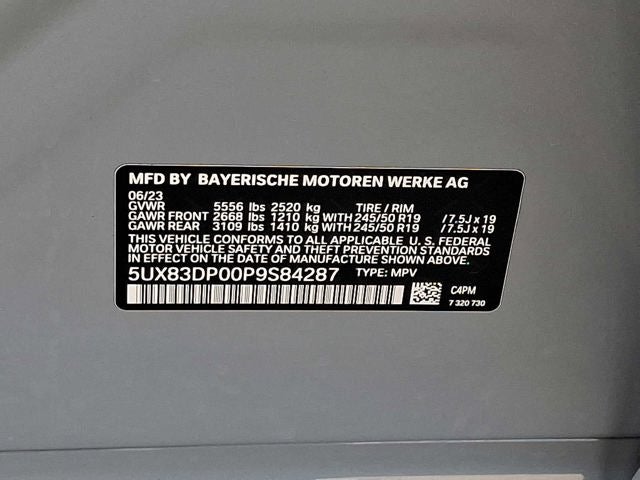 MFD BY BAYERISCHE MOTOREN WERKE AG
06/23
GVWR 5556 lbs 2520 kg TIRE / RIM
GAWR FRONT 2668 lbs 1210 kg WITH 245/50 R19 / 7.5J x 19
GAWR REAR 3109 lbs 1410 kg WITH 245/50 R19 / 7.5J x 19
THIS VEHICLE CONFORMS TO ALL APPLICABLE U. S. FEDERAL
MOTOR VEHICLE SAFETY AND THEFT PREVENTION STANDARDS
IN EFFECT ON THE DATE OF MANUFACTURE SHOWN ABOVE.
5UX83DP00P9S84287 TYPE: MPV
C4PM
7 320 730